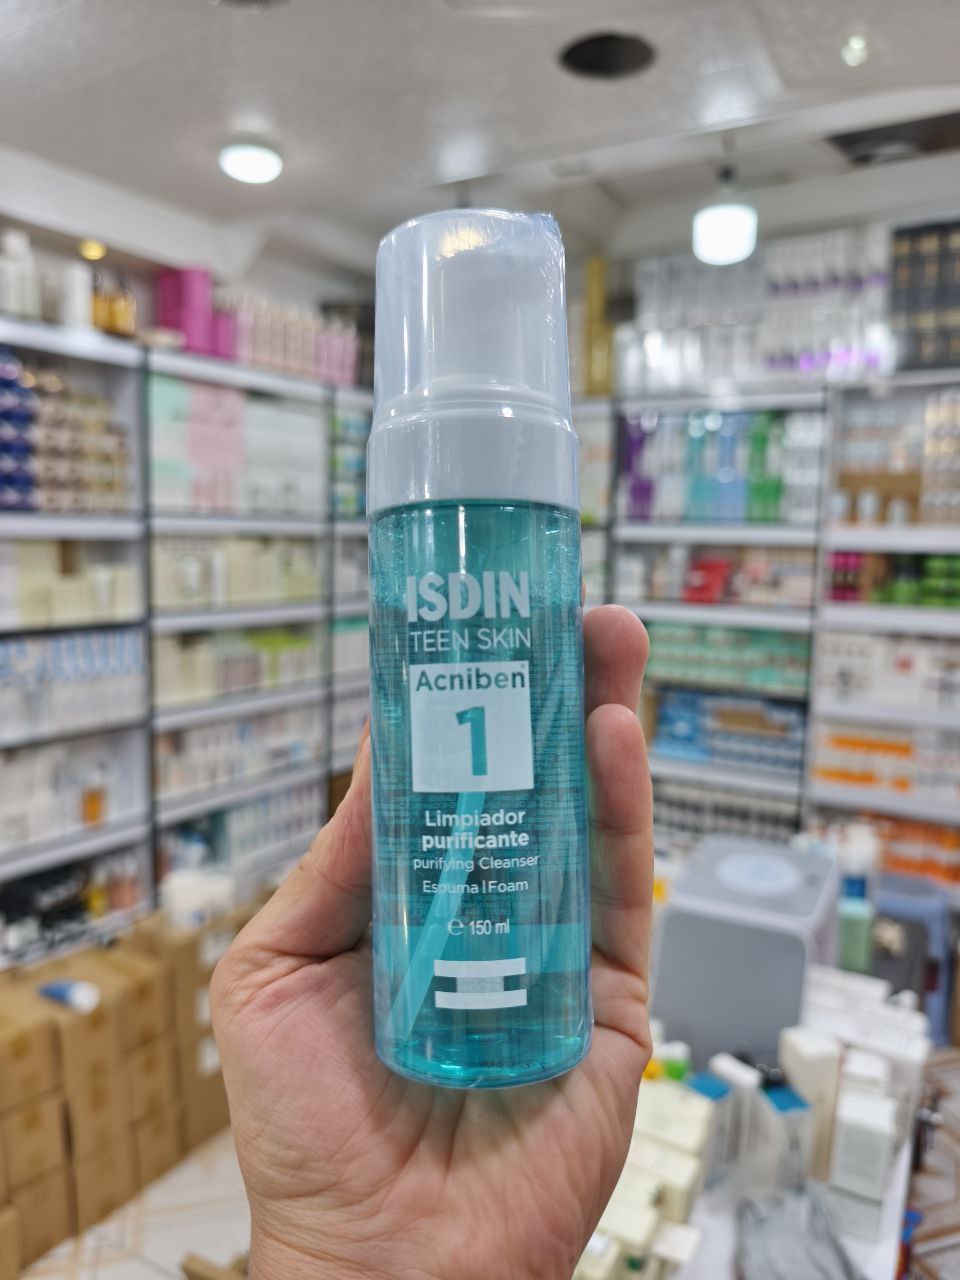 ISDIN
TEEN SKIN
Acniben®
1
Limpiador
purificante
purifying Cleanser
Espuma | Foam
℮ 150 ml